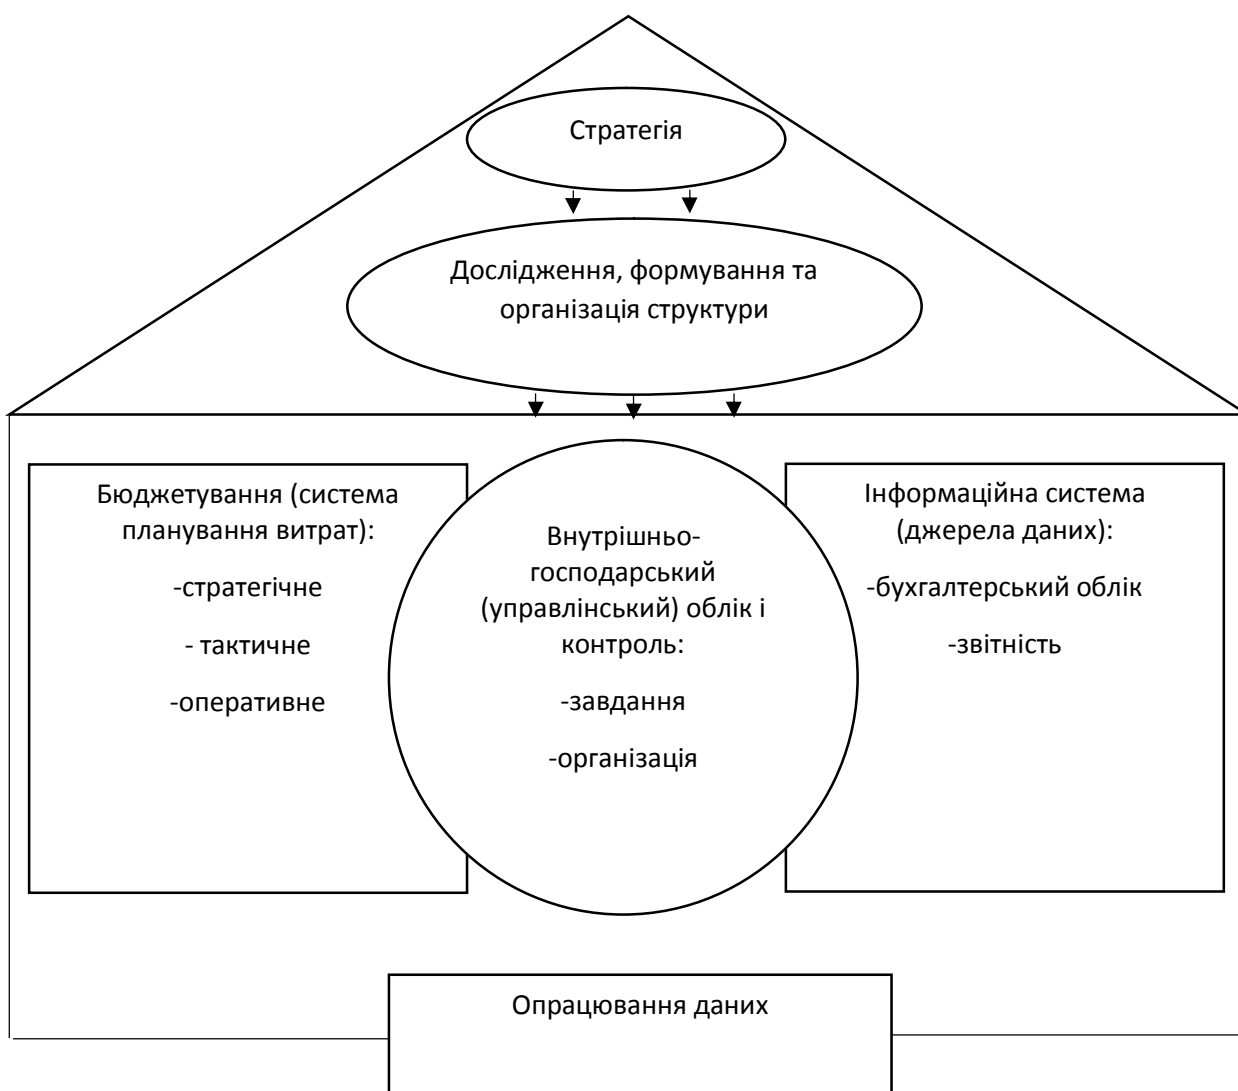 Стратегія
Дослідження, формування та
організація структури
Бюджетування (система
планування витрат):
-стратегічне
- тактичне
-оперативне
Внутрішньо-
господарський
(управлінський) облік і
контроль:
-завдання
-організація
Інформаційна система
(джерела даних):
-бухгалтерський облік
-звітність
Опрацювання даних